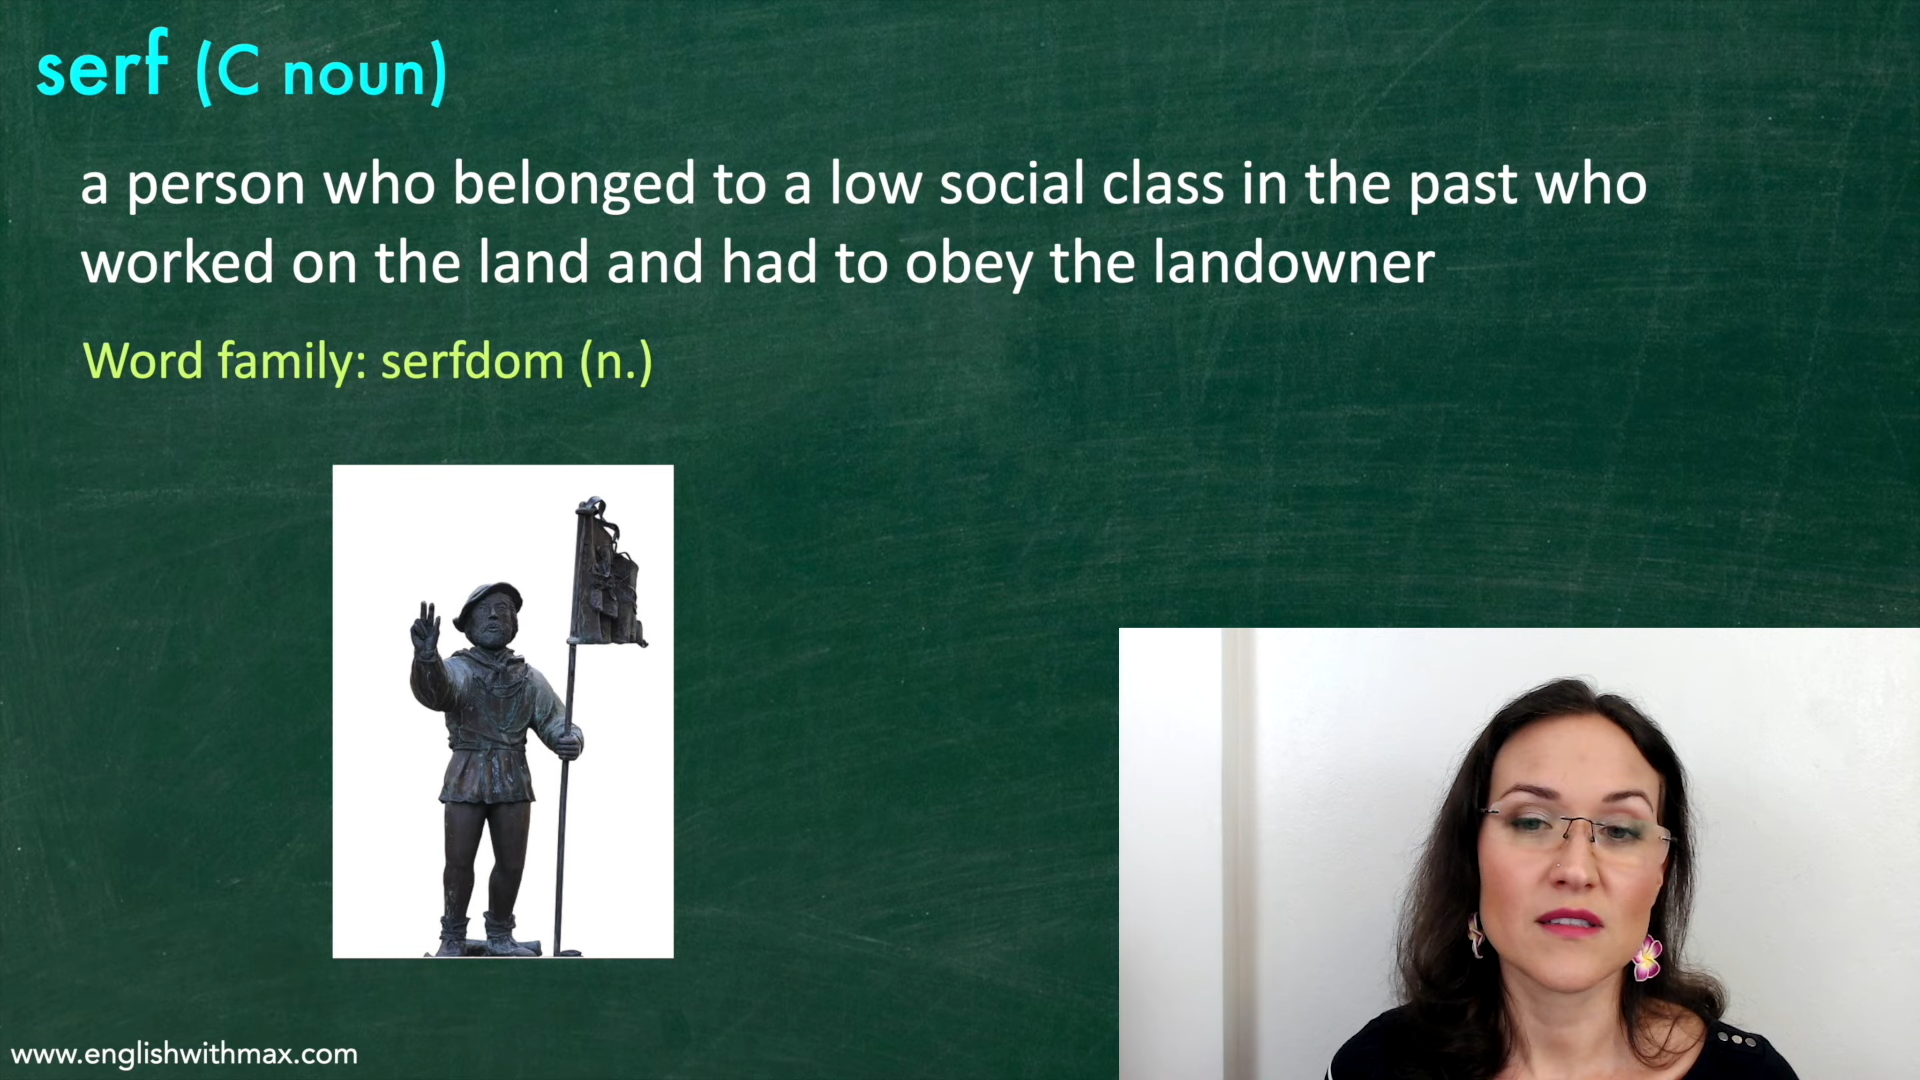 serf (C noun)
a person who belonged to a low social class in the past who
worked on the land and had to obey the landowner
Word family: serfdom (n.)
www.englishwithmax.com